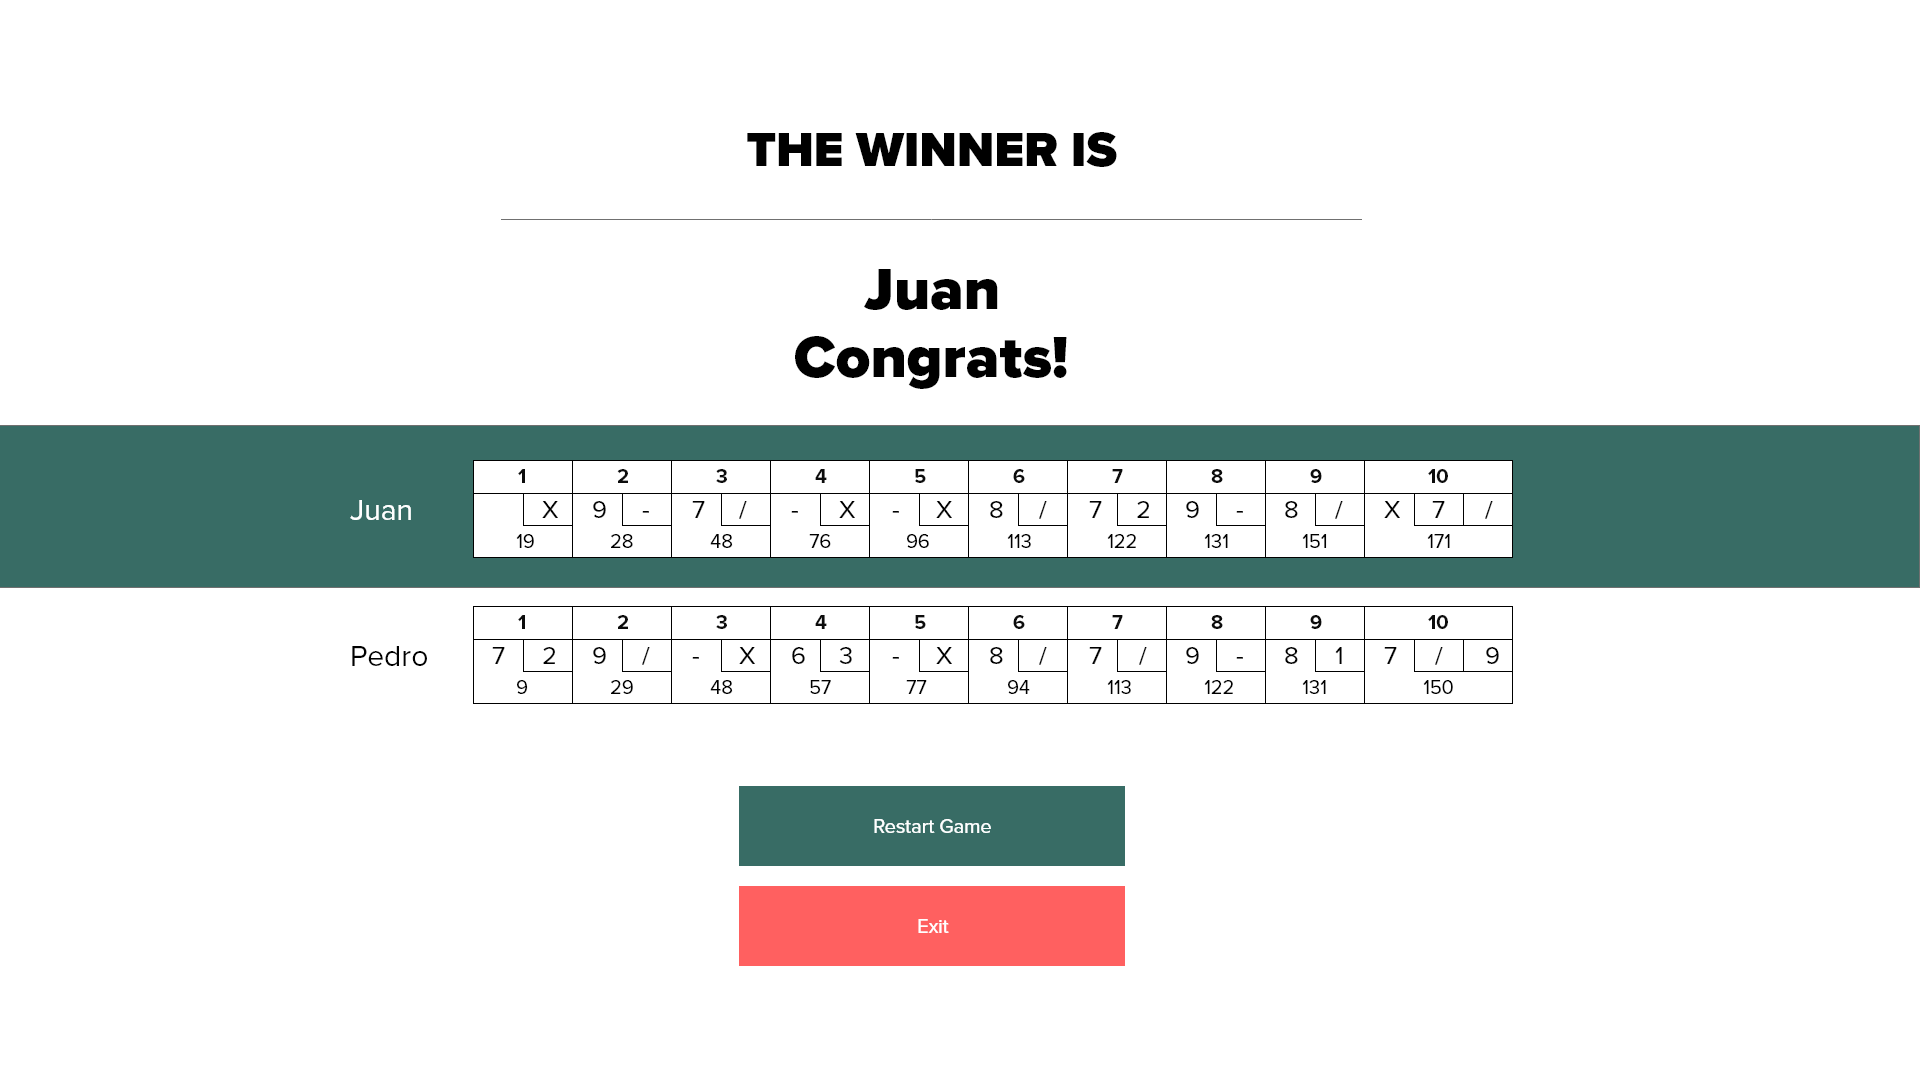 THE WINNER IS
Juan
Congrats!
1 2 3 4 5 6 7 8 9 10
Juan X 9 - 7 / - X - X 8 / 7 2 9 - 8 / X 7 /
19 28 48 76 96 113 122 131 151 171
1 2 3 4 5 6 7 8 9 10
Pedro 7 2 9 / - X 6 3 - X 8 / 7 / 9 - 8 1 7 / 9
9 29 48 57 77 94 113 122 131 150
Restart Game
Exit